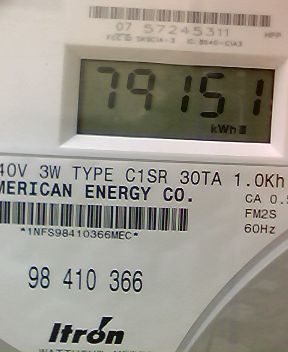 07 57245311
79151
kWh
40V 3W TYPE C1SR 30TA 1.0Kh
MERICAN ENERGY CO.
CA 0.5
FM2S
60Hz
*1NFS98410366MEC*
98 410 366
Itrón